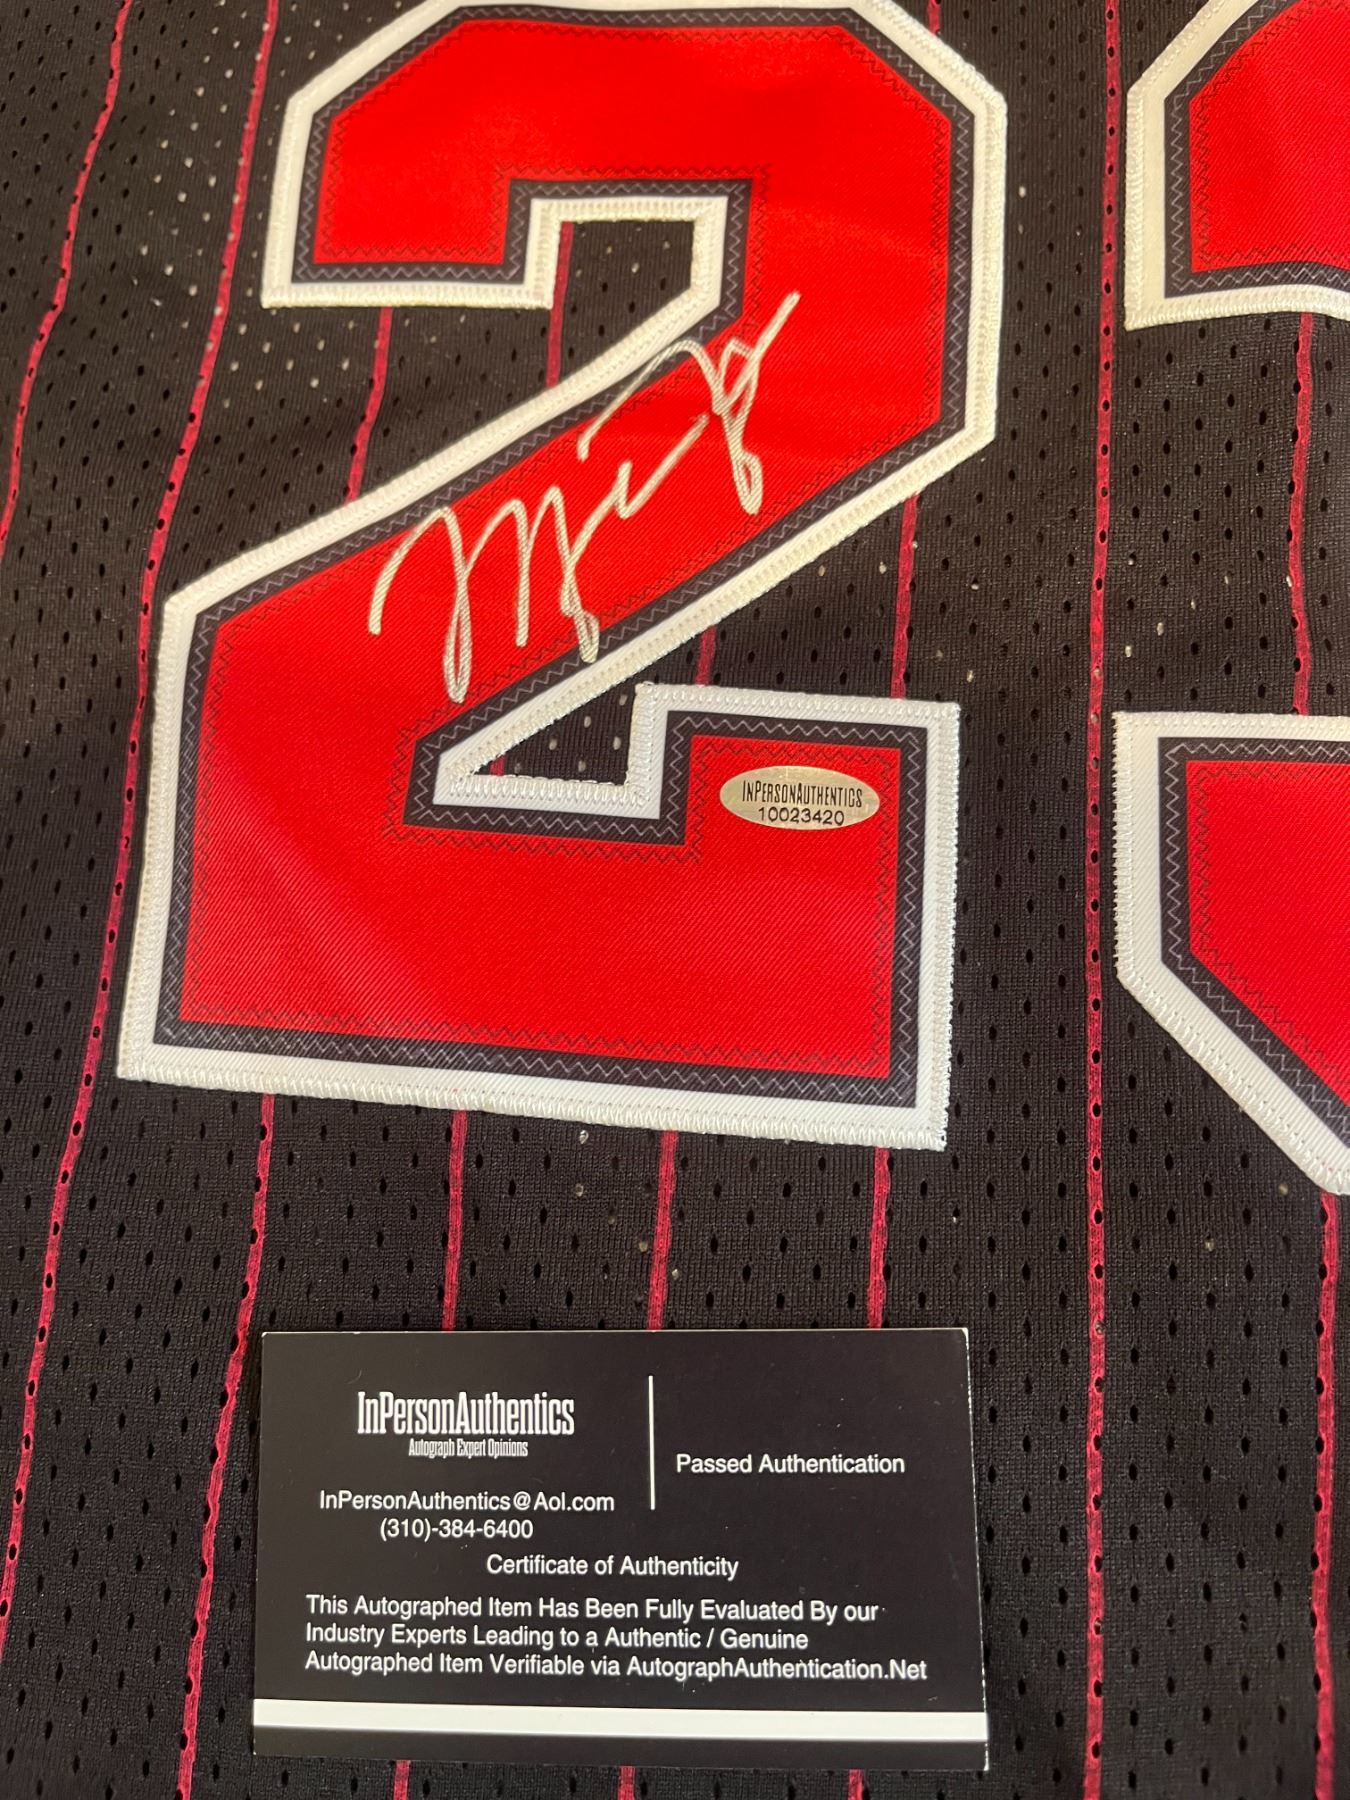 2
INPERSONAUTHENTICS
10023420
InPersonAuthentics
Autograph Expert Opinions
Passed Authentication
InPersonAuthentics@Aol.com
(310)-384-6400
Certificate of Authenticity
This Autographed Item Has Been Fully Evaluated By our
Industry Experts Leading to a Authentic / Genuine
Autographed Item Verifiable via AutographAuthentication.Net